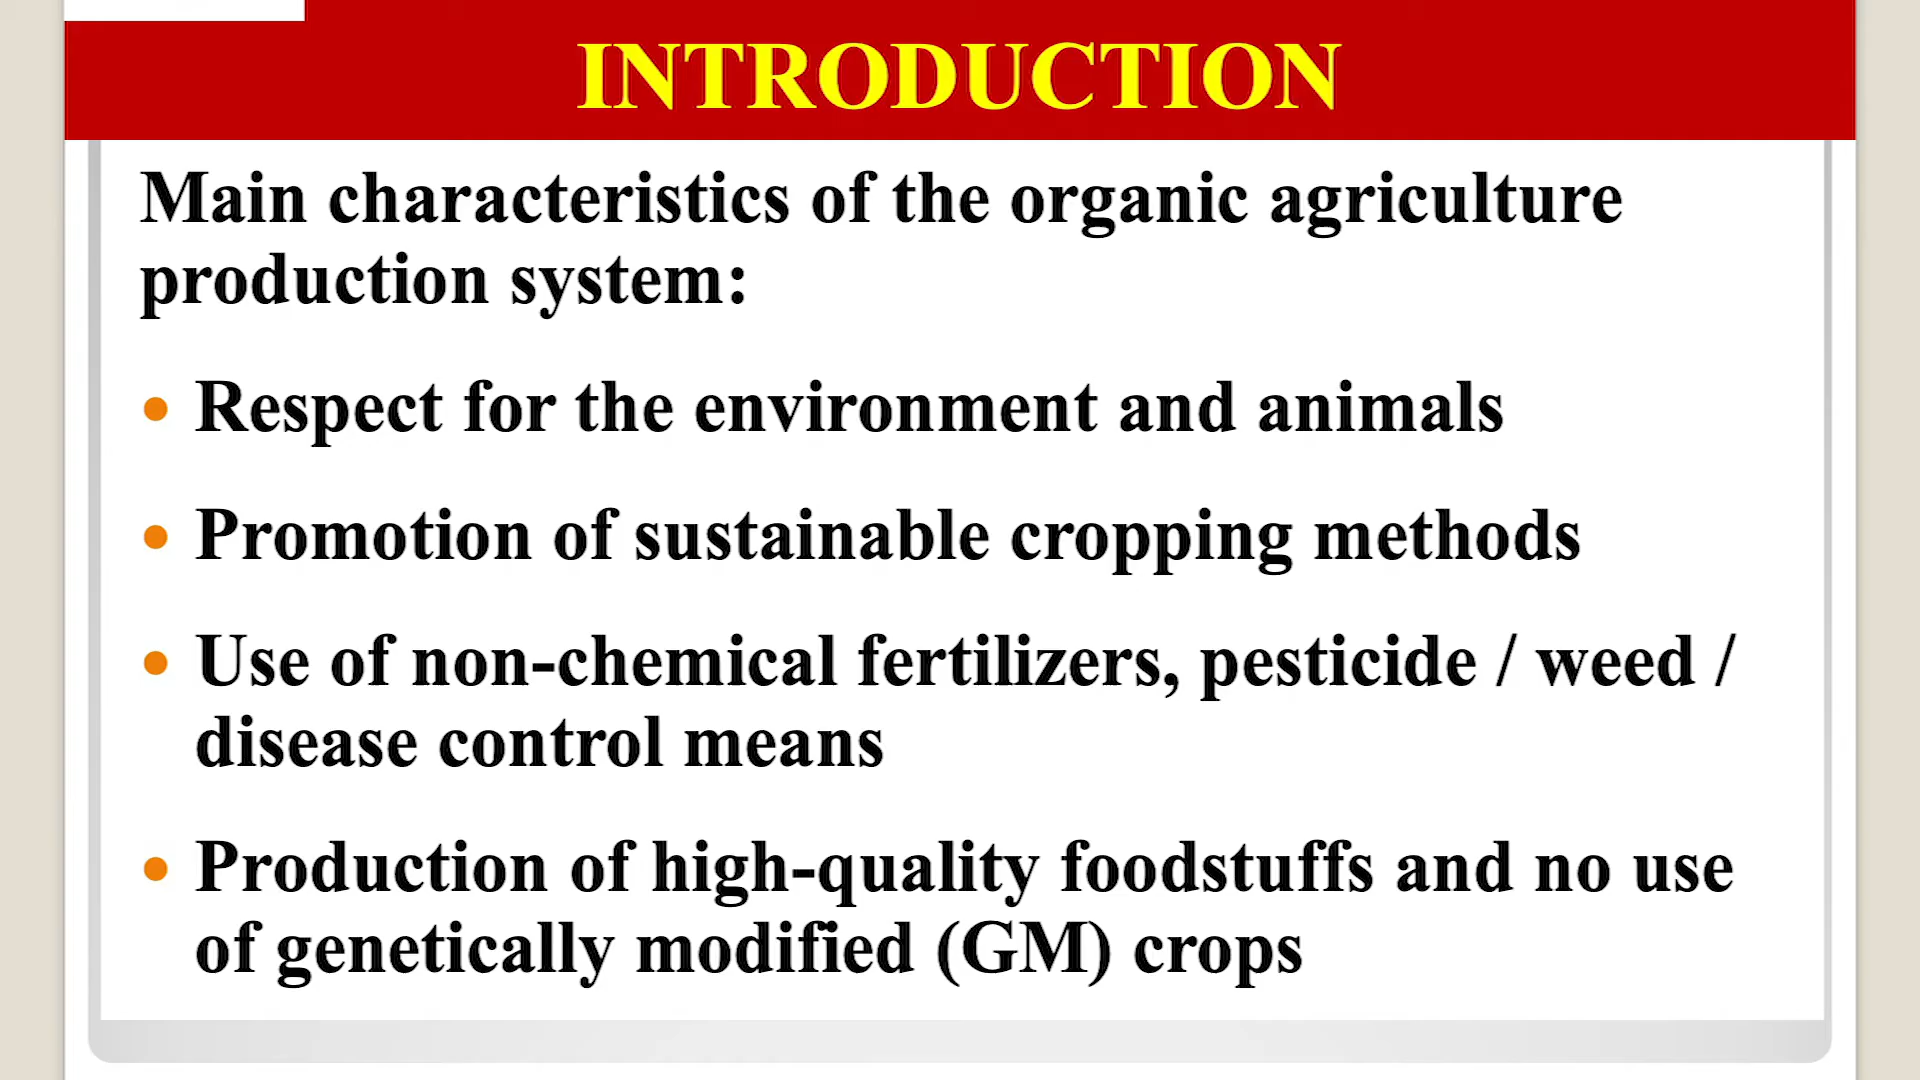 INTRODUCTION
Main characteristics of the organic agriculture
production system:
• Respect for the environment and animals
• Promotion of sustainable cropping methods
• Use of non-chemical fertilizers, pesticide / weed /
disease control means
• Production of high-quality foodstuffs and no use
of genetically modified (GM) crops